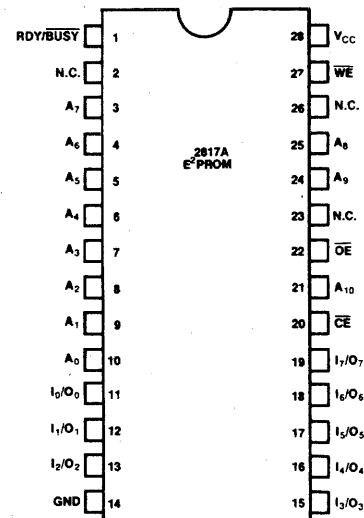 RDY/BUSY 1 28 VCC
N.C. 2 27 WE
A7 3 26 N.C.
A6 4 25 A8
2817A
E²PROM
A5 5 24 A9
A4 6 23 N.C.
A3 7 22 OE
A2 8 21 A10
A1 9 20 CE
A0 10 19 I7/O7
I0/O0 11 18 I6/O6
I1/O1 12 17 I5/O5
I2/O2 13 16 I4/O4
GND 14 15 I3/O3